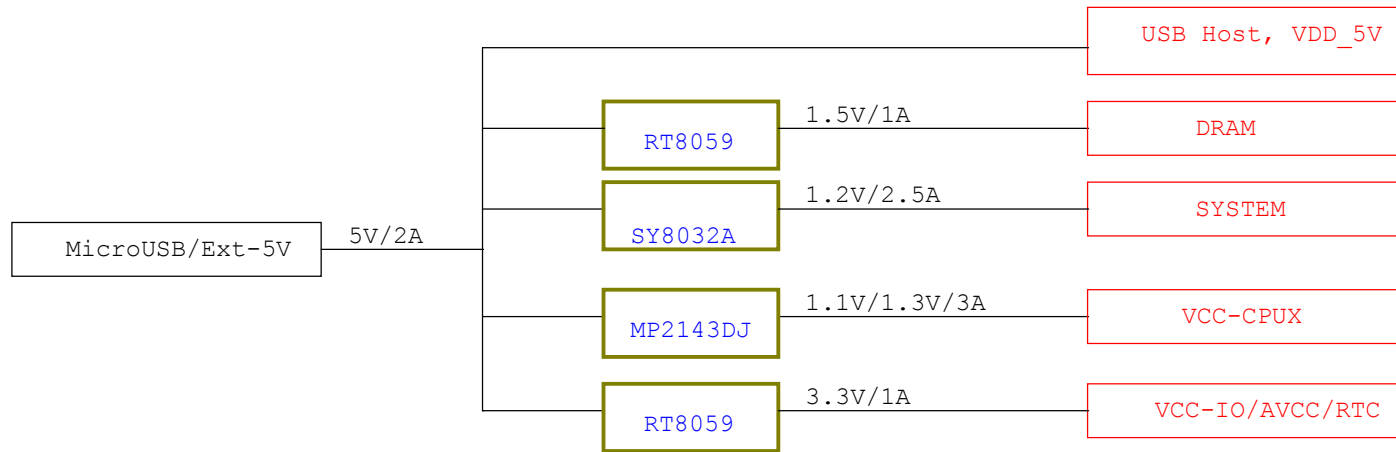 USB Host, VDD_5V
1.5V/1A
RT8059
DRAM
1.2V/2.5A
SY8032A
SYSTEM
MicroUSB/Ext-5V
5V/2A
1.1V/1.3V/3A
MP2143DJ
VCC-CPUX
3.3V/1A
RT8059
VCC-IO/AVCC/RTC